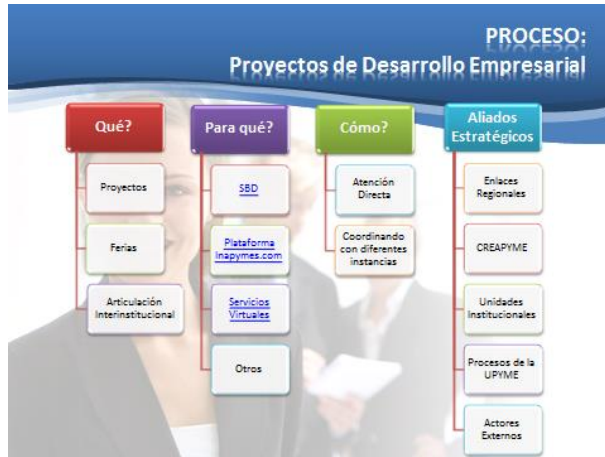 PROCESO:
Proyectos de Desarrollo Empresarial
Qué?
Proyectos
Ferias
Articulación
Interinstitucional
Para qué?
SBD
Plataforma
Inapymes.com
Servicios
Virtuales
Otros
Cómo?
Atención
Directa
Coordinando
con diferentes
instancias
Aliados
Estratégicos
Enlaces
Regionales
CREAPYME
Unidades
Institucionales
Procesos de la
UPYME
Actores
Externos